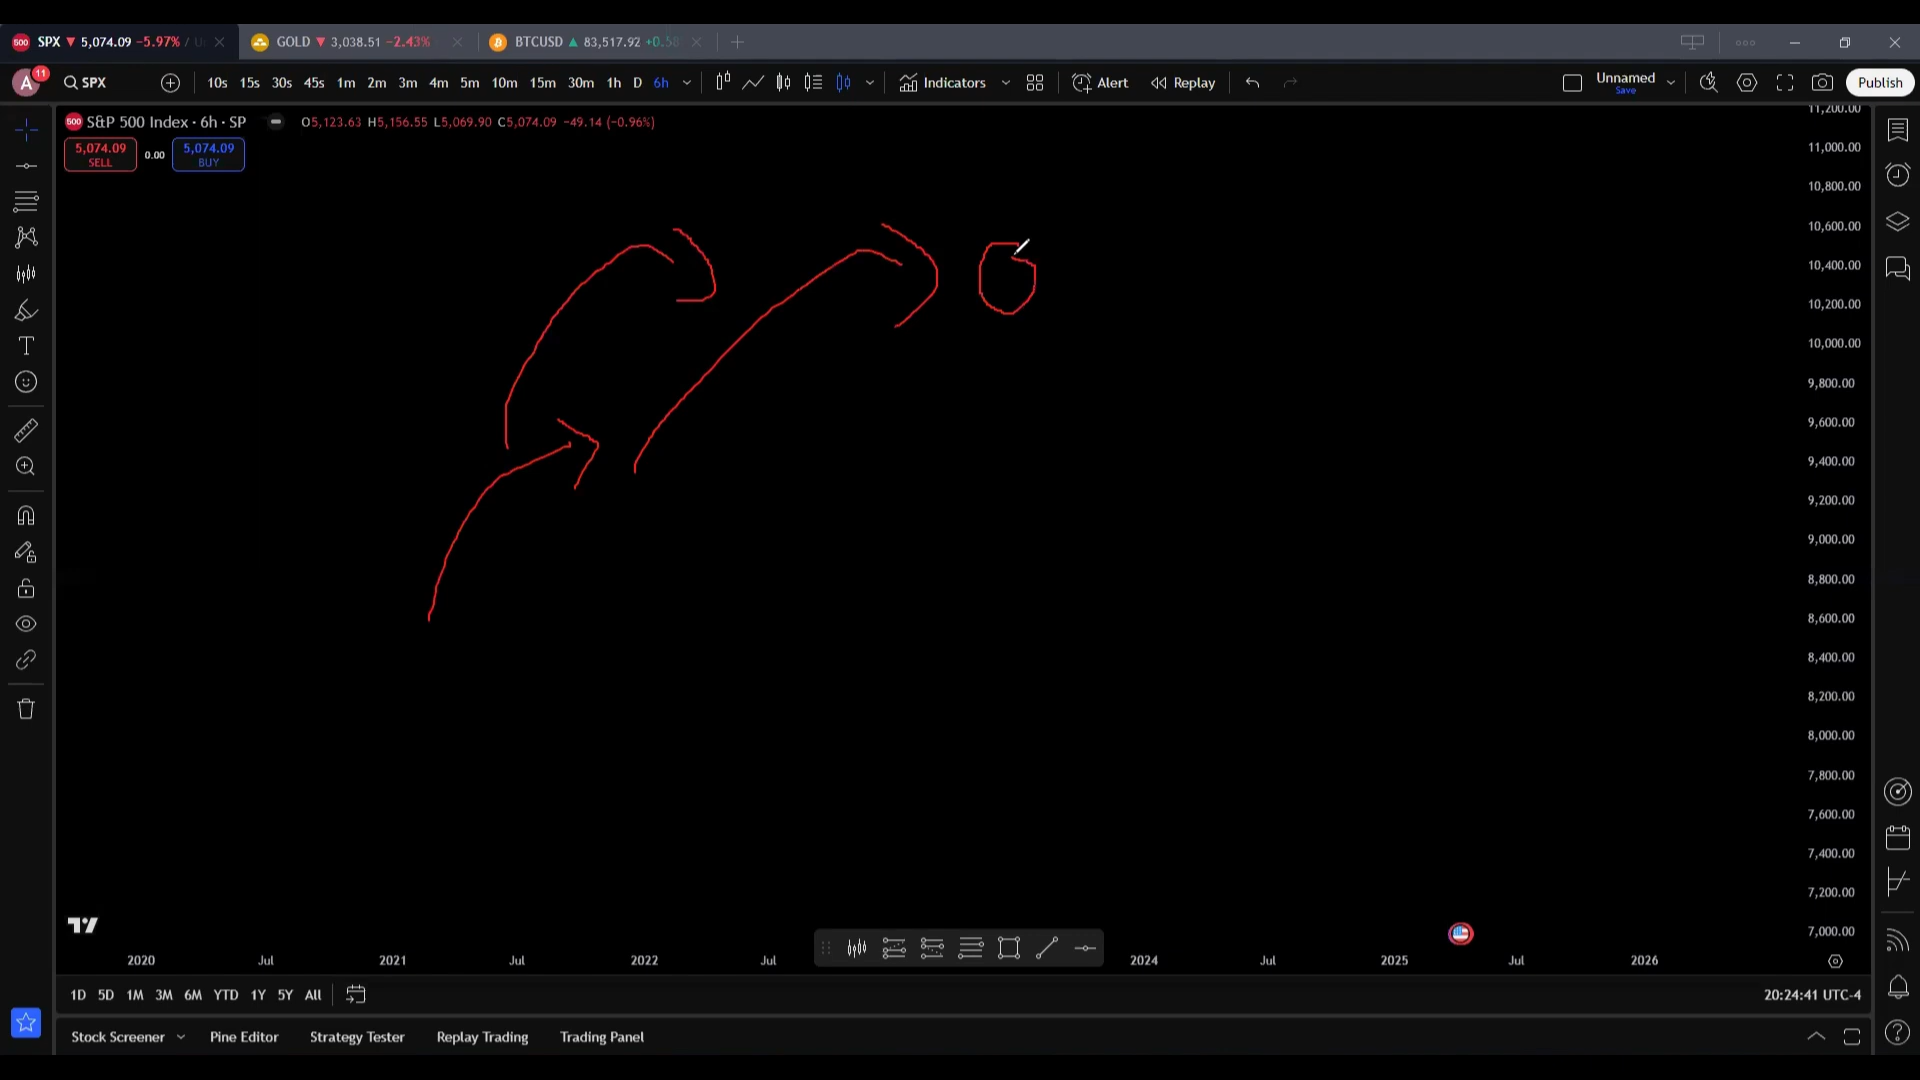 500 SPX 5,074.09 −5.97% / U
GOLD 3,038.51 −2.43%
BTCUSD 83,517.92 +0.58
A 11 SPX 10s 15s 30s 45s 1m 2m 3m 4m 5m 10m 15m 30m 1h D 6h Indicators Alert Replay Unnamed Save Publish
500 S&P 500 Index · 6h · SP O5,123.63 H5,156.55 L5,069.90 C5,074.09 −49.14 (−0.96%)
5,074.09 SELL 0.00 5,074.09 BUY
11,200.00
11,000.00
10,800.00
10,600.00
10,400.00
10,200.00
10,000.00
9,800.00
9,600.00
9,400.00
9,200.00
9,000.00
8,800.00
8,600.00
8,400.00
8,200.00
8,000.00
7,800.00
7,600.00
7,400.00
7,200.00
7,000.00
2020 Jul 2021 Jul 2022 Jul 2024 Jul 2025 Jul 2026
1D 5D 1M 3M 6M YTD 1Y 5Y All 20:24:41 UTC-4
Stock Screener Pine Editor Strategy Tester Replay Trading Trading Panel